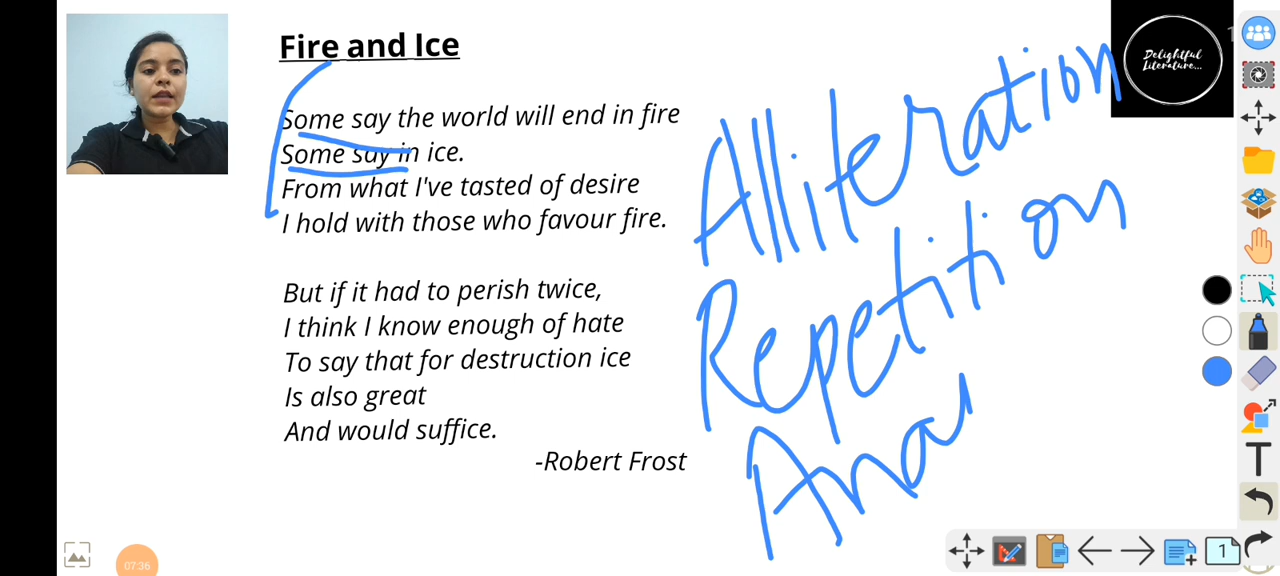 Fire and Ice
Some say the world will end in fire
Some say in ice.
From what I've tasted of desire
I hold with those who favour fire.
But if it had to perish twice,
I think I know enough of hate
To say that for destruction ice
Is also great
And would suffice.
-Robert Frost
Alliteration
Repetition
Ana
Delightful
Literature...
07:36
T
1